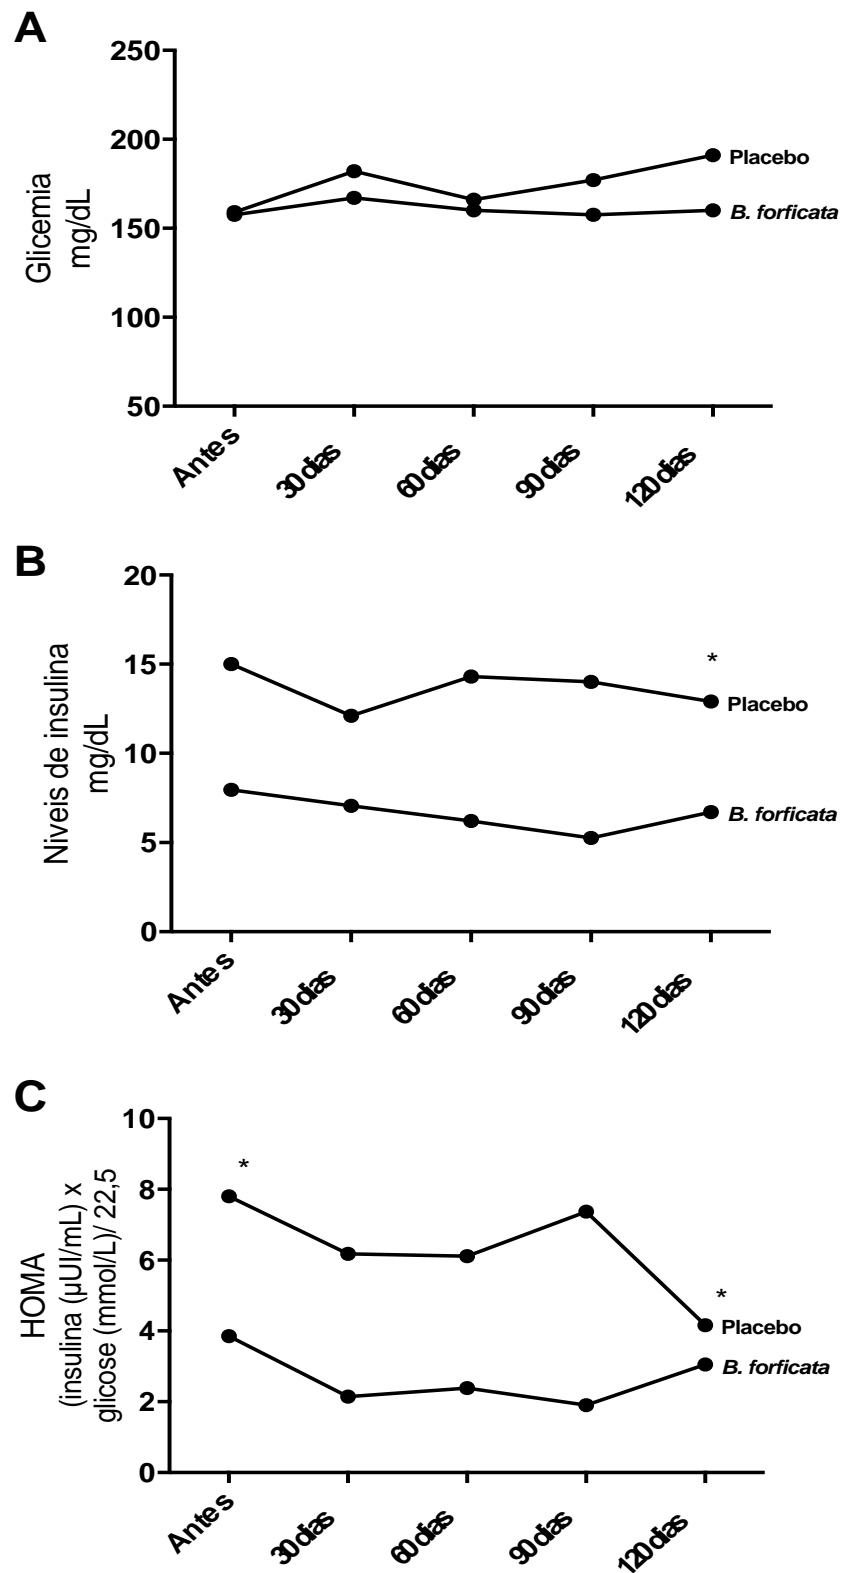 A
250
200
150
100
50
Glicemia
mg/dL
Placebo
B. forficata
Antes
30 dias
60 dias
90 dias
120 dias
B
20
15
10
5
0
Niveis de insulina
mg/dL
*
Placebo
B. forficata
Antes
30 dias
60 dias
90 dias
120 dias
C
10
8
6
4
2
0
HOMA
(insulina (µUI/mL) x
glicose (mmol/L)/ 22,5
*
*
Placebo
B. forficata
Antes
30 dias
60 dias
90 dias
120 dias